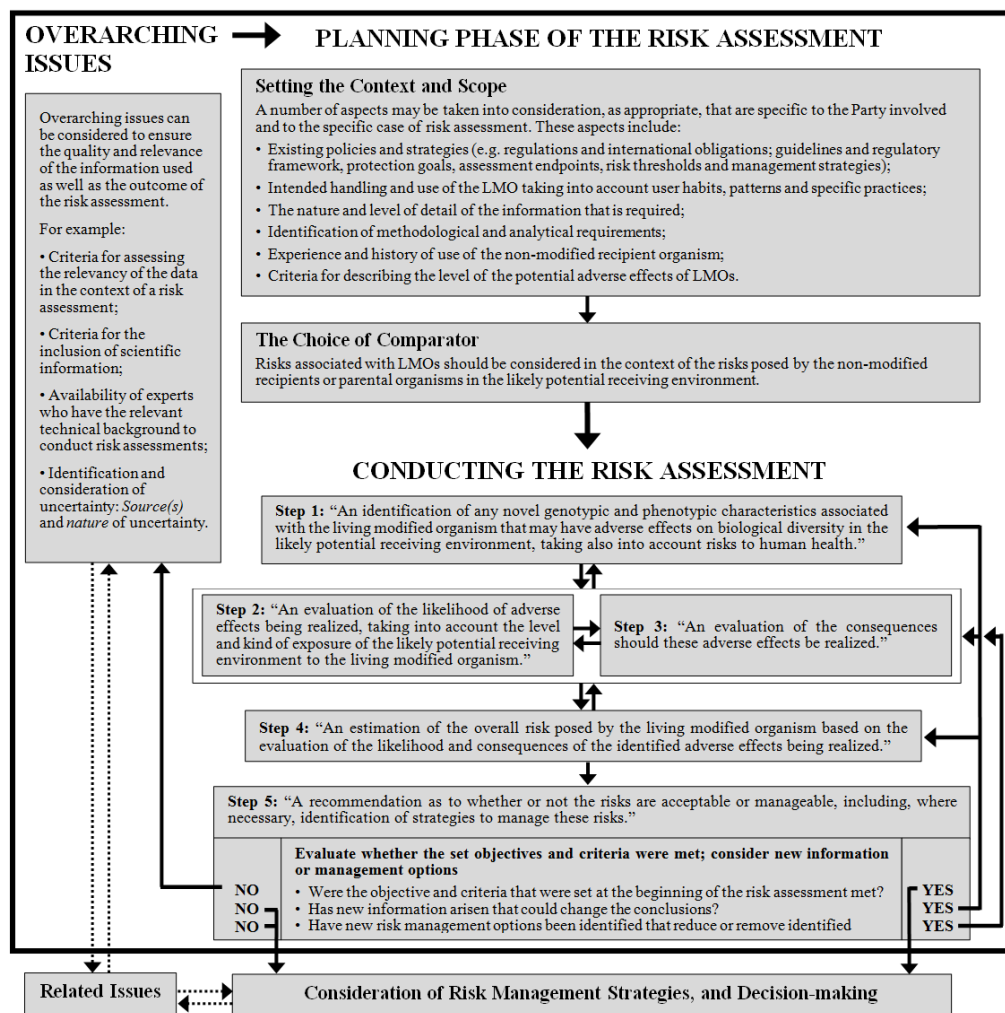 OVERARCHING
ISSUES
Overarching issues can
be considered to ensure
the quality and relevance
of the information used
as well as the outcome of
the risk assessment.
For example:
• Criteria for assessing
the relevancy of the data
in the context of a risk
assessment;
• Criteria for the
inclusion of scientific
information;
• Availability of experts
who have the relevant
technical background to
conduct risk assessments;
• Identification and
consideration of
uncertainty: Source(s)
and nature of uncertainty.
PLANNING PHASE OF THE RISK ASSESSMENT
Setting the Context and Scope
A number of aspects may be taken into consideration, as appropriate, that are specific to the Party involved
and to the specific case of risk assessment. These aspects include:
• Existing policies and strategies (e.g. regulations and international obligations; guidelines and regulatory
framework, protection goals, assessment endpoints, risk thresholds and management strategies);
• Intended handling and use of the LMO taking into account user habits, patterns and specific practices;
• The nature and level of detail of the information that is required;
• Identification of methodological and analytical requirements;
• Experience and history of use of the non-modified recipient organism;
• Criteria for describing the level of the potential adverse effects of LMOs.
The Choice of Comparator
Risks associated with LMOs should be considered in the context of the risks posed by the non-modified
recipients or parental organisms in the likely potential receiving environment.
CONDUCTING THE RISK ASSESSMENT
Step 1: “An identification of any novel genotypic and phenotypic characteristics associated
with the living modified organism that may have adverse effects on biological diversity in the
likely potential receiving environment, taking also into account risks to human health.”
Step 2: “An evaluation of the likelihood of adverse
effects being realized, taking into account the level
and kind of exposure of the likely potential receiving
environment to the living modified organism.”
Step 3: “An evaluation of the consequences
should these adverse effects be realized.”
Step 4: “An estimation of the overall risk posed by the living modified organism based on the
evaluation of the likelihood and consequences of the identified adverse effects being realized.”
Step 5: “A recommendation as to whether or not the risks are acceptable or manageable, including, where
necessary, identification of strategies to manage these risks.”
Evaluate whether the set objectives and criteria were met; consider new information
or management options
NO • Were the objective and criteria that were set at the beginning of the risk assessment met? YES
NO • Has new information arisen that could change the conclusions? YES
NO • Have new risk management options been identified that reduce or remove identified YES
Related Issues
Consideration of Risk Management Strategies, and Decision-making